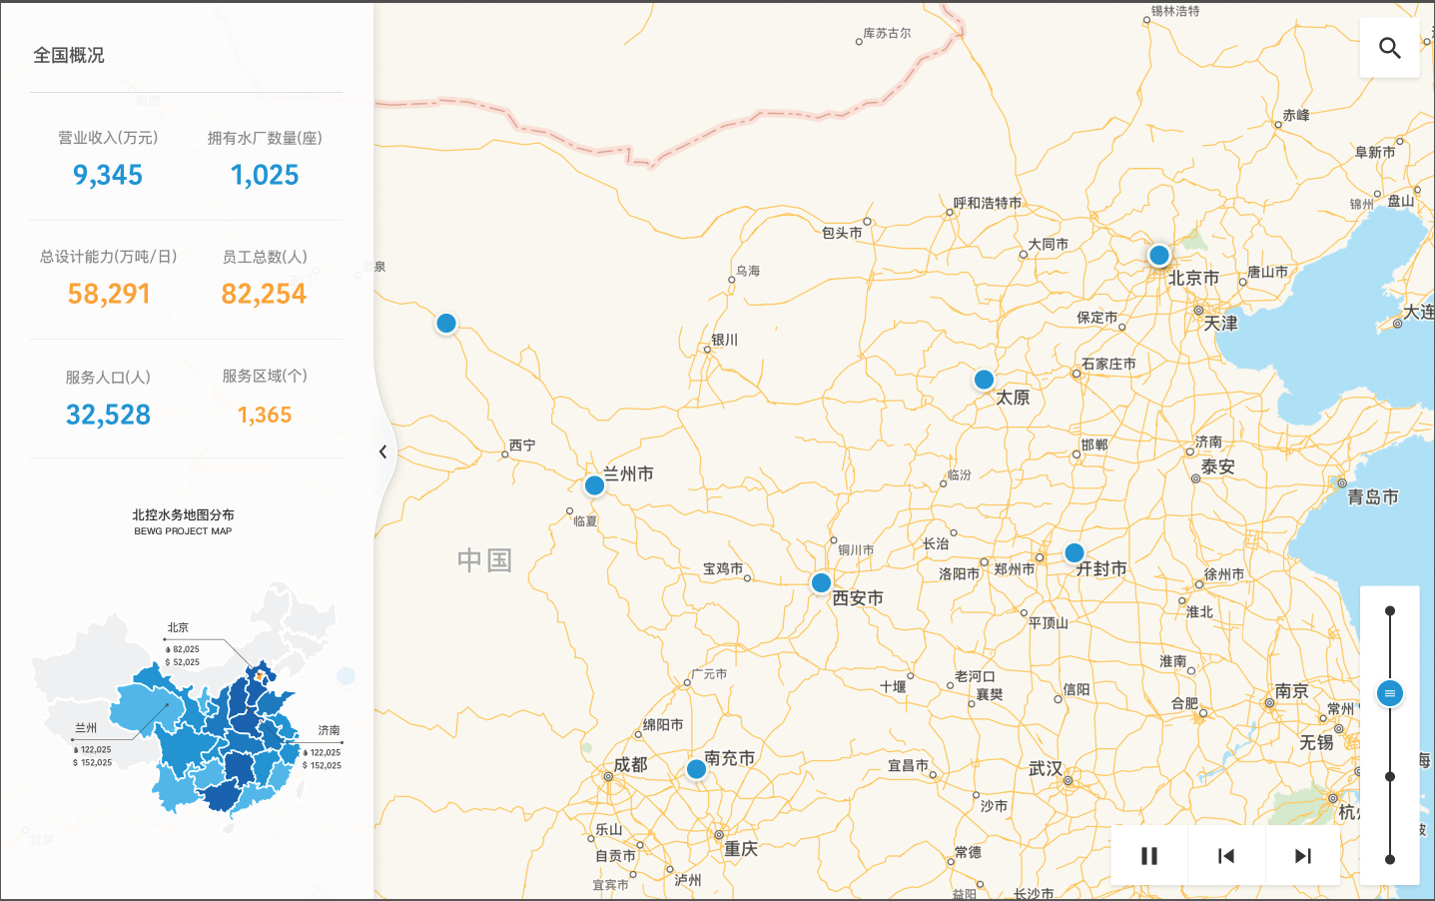 全国概况
营业收入(万元)
拥有水厂数量(座)
9,345
1,025
总设计能力(万吨/日)
员工总数(人)
58,291
82,254
服务人口(人)
服务区域(个)
32,528
1,365
北控水务地图分布
BEWG PROJECT MAP
北京
82,025
$ 52,025
兰州
122,025
$ 152,025
济南
122,025
$ 152,025
拉萨
泉
锡林浩特
库苏古尔
赤峰
阜新市
锦州
盘山
呼和浩特市
包头市
大同市
乌海
北京市
唐山市
天津
大连
保定市
银川
石家庄市
太原
西宁
邯郸
济南
泰安
兰州市
临汾
青岛市
临夏
中国
铜川市
长治
宝鸡市
洛阳市
郑州市
开封市
徐州市
西安市
淮北
平顶山
广元市
淮南
十堰
老河口
襄樊
信阳
合肥
南京
常州
绵阳市
无锡
成都
南充市
宜昌市
武汉
海
沙市
杭州
乐山
自贡市
重庆
宜宾市
泸州
常德
益阳
长沙市